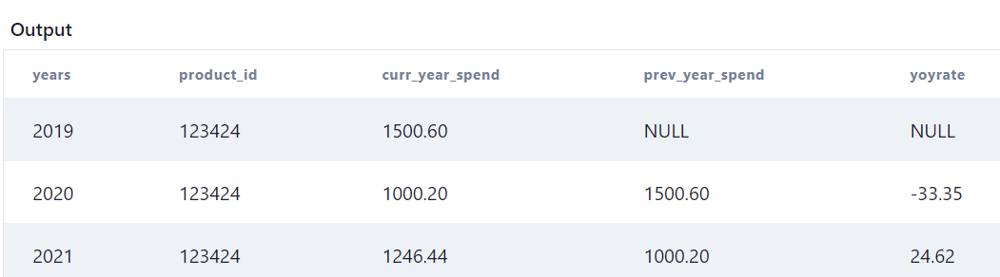 Output
years product_id curr_year_spend prev_year_spend yoyrate
2019 123424 1500.60 NULL NULL
2020 123424 1000.20 1500.60 -33.35
2021 123424 1246.44 1000.20 24.62